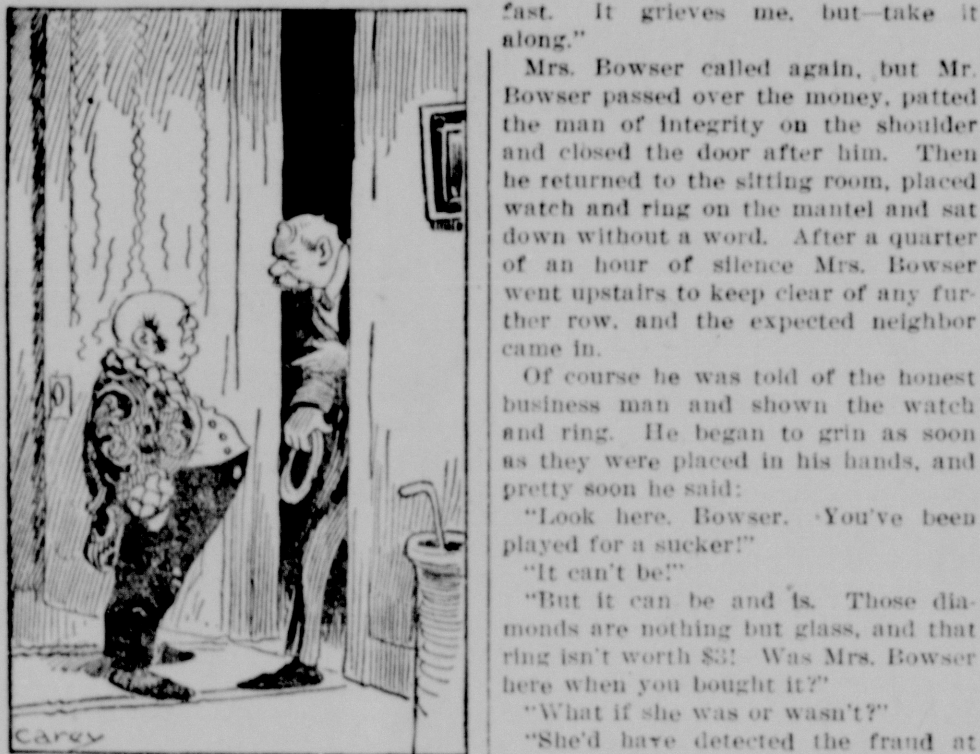 fast. It grieves me, but—take it
along."
Mrs. Bowser called again, but Mr.
Bowser passed over the money, patted
the man of integrity on the shoulder
and closed the door after him. Then
he returned to the sitting room, placed
watch and ring on the mantel and sat
down without a word. After a quarter
of an hour of silence Mrs. Bowser
went upstairs to keep clear of any fur-
ther row, and the expected neighbor
came in.
Of course he was told of the honest
business man and shown the watch
and ring. He began to grin as soon
as they were placed in his hands, and
pretty soon he said:
"Look here, Bowser. You've been
played for a sucker!"
"It can't be!"
"But it can be and is. Those dia-
monds are nothing but glass, and that
ring isn't worth $3! Was Mrs. Bowser
here when you bought it?"
"What if she was or wasn't?"
"She'd have detected the fraud as
Carey